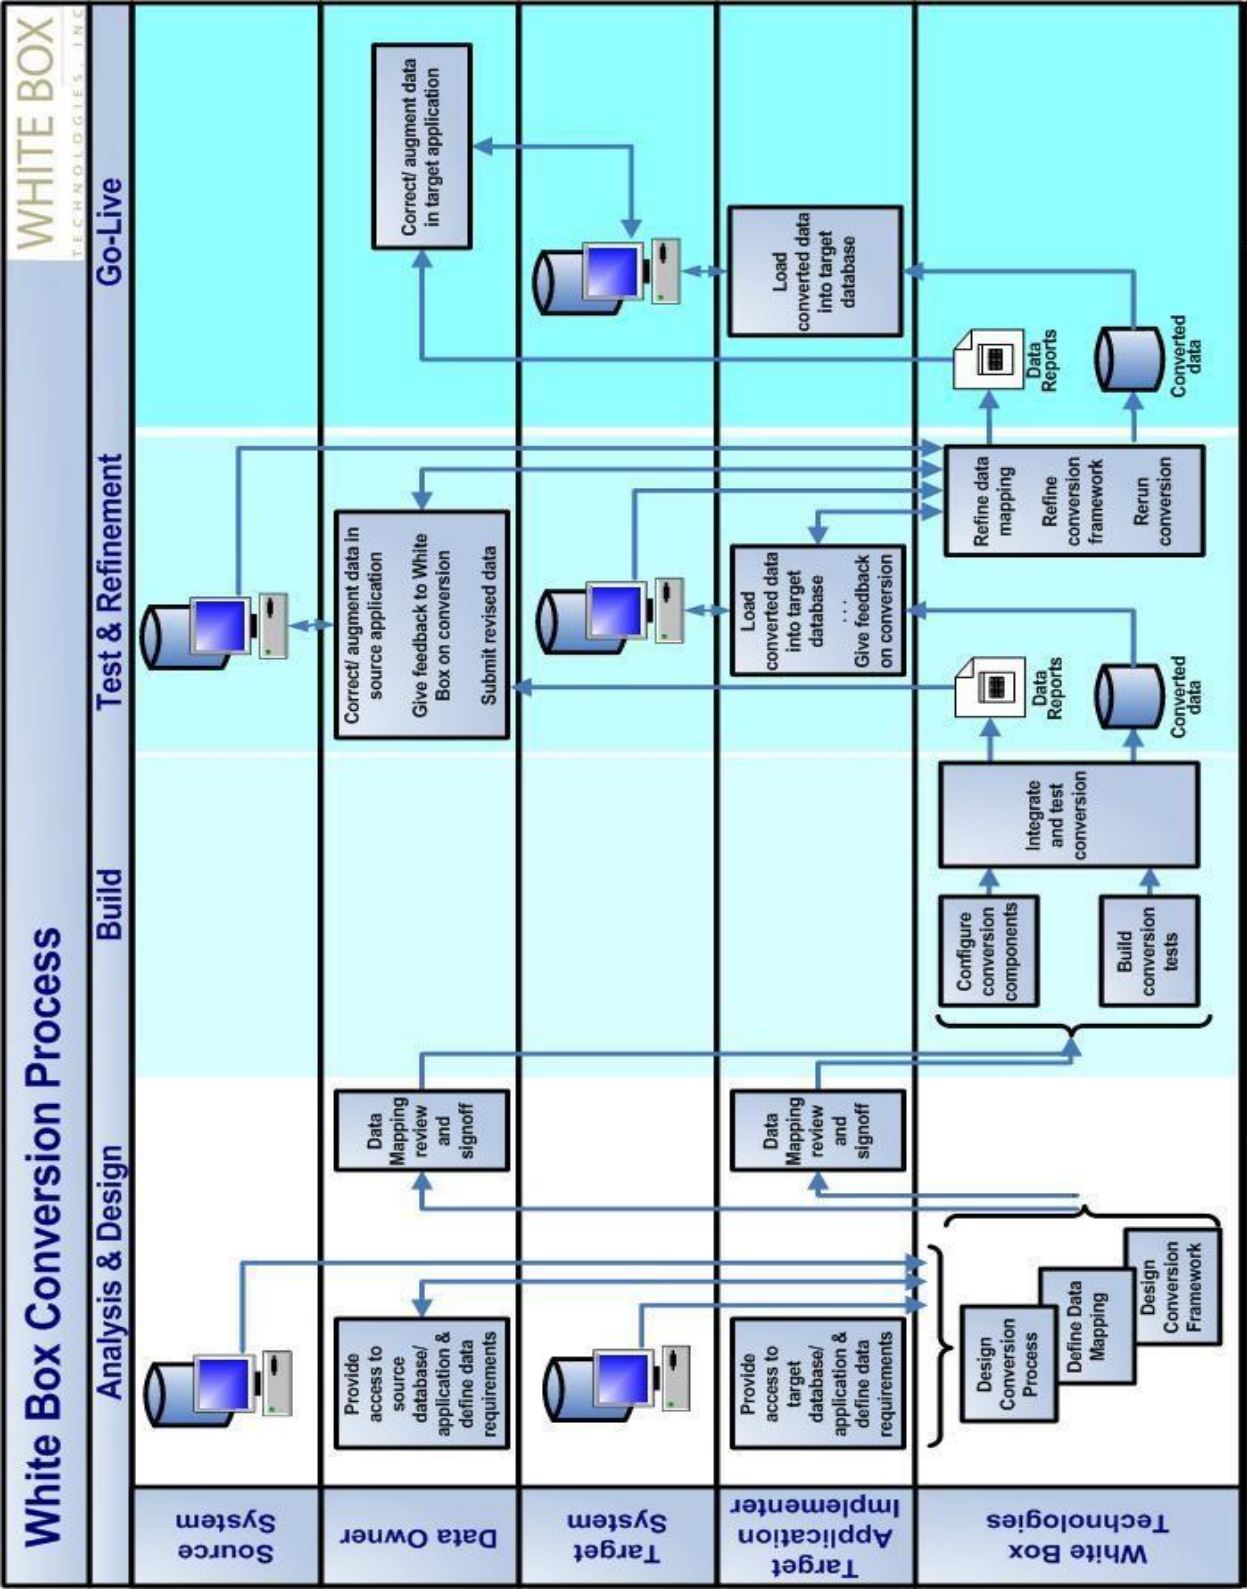 White Box Conversion Process
WHITE BOX
TECHNOLOGIES, INC
Analysis & Design
Build
Test & Refinement
Go-Live
Source
System
Correct/ augment data in
source application
Give feedback to White
Box on conversion
Submit revised data
Data Owner
Provide
access to
source
database/
application &
define data
requirements
Data
Mapping
review
and
signoff
Correct/ augment data
in target application
Target
System
Target
Application
Implementer
Provide
access to
target
database/
application &
define data
requirements
Data
Mapping
review
and
signoff
Load
converted data
into target
database
. . .
Give feedback
on conversion
Load
converted data
into target
database
White Box
Technologies
Design
Conversion
Process
Define Data
Mapping
Design
Conversion
Framework
Configure
conversion
components
Build
conversion
tests
Integrate
and test
conversion
Data
Reports
Converted
data
Refine data
mapping
Refine
conversion
framework
Rerun
conversion
Data
Reports
Converted
data